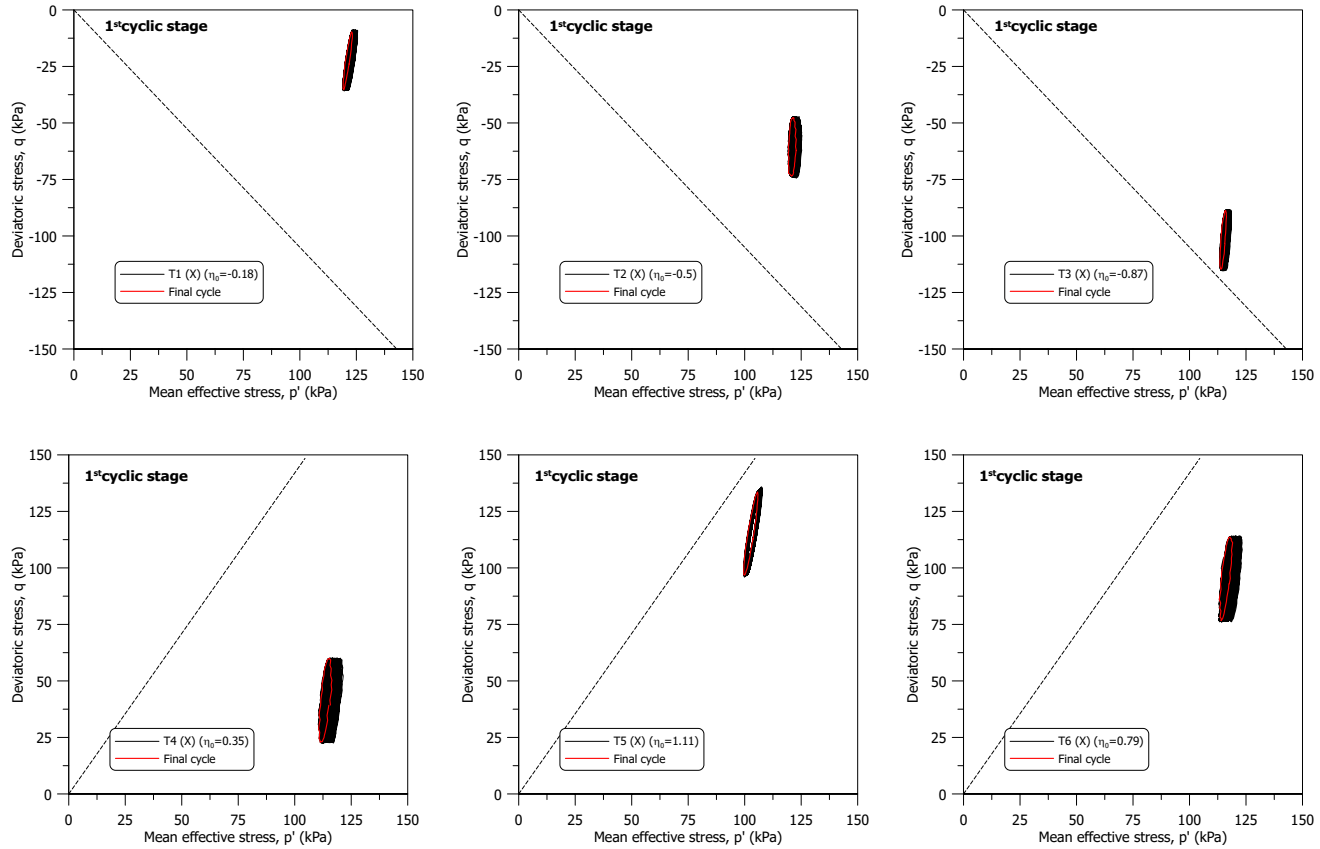 1stcyclic stage
0
-25
-50
-75
-100
-125
-150
Deviatoric stress, q (kPa)
T1 (X) (η0=-0.18)
Final cycle
0 25 50 75 100 125 150
Mean effective stress, p' (kPa)
1stcyclic stage
0
-25
-50
-75
-100
-125
-150
Deviatoric stress, q (kPa)
T2 (X) (η0=-0.5)
Final cycle
0 25 50 75 100 125 150
Mean effective stress, p' (kPa)
1stcyclic stage
0
-25
-50
-75
-100
-125
-150
Deviatoric stress, q (kPa)
T3 (X) (η0=-0.87)
Final cycle
0 25 50 75 100 125 150
Mean effective stress, p' (kPa)
1stcyclic stage
150
125
100
75
50
25
0
Deviatoric stress, q (kPa)
T4 (X) (η0=0.35)
Final cycle
0 25 50 75 100 125 150
Mean effective stress, p' (kPa)
1stcyclic stage
150
125
100
75
50
25
0
Deviatoric stress, q (kPa)
T5 (X) (η0=1.11)
Final cycle
0 25 50 75 100 125 150
Mean effective stress, p' (kPa)
1stcyclic stage
150
125
100
75
50
25
0
Deviatoric stress, q (kPa)
T6 (X) (η0=0.79)
Final cycle
0 25 50 75 100 125 150
Mean effective stress, p' (kPa)